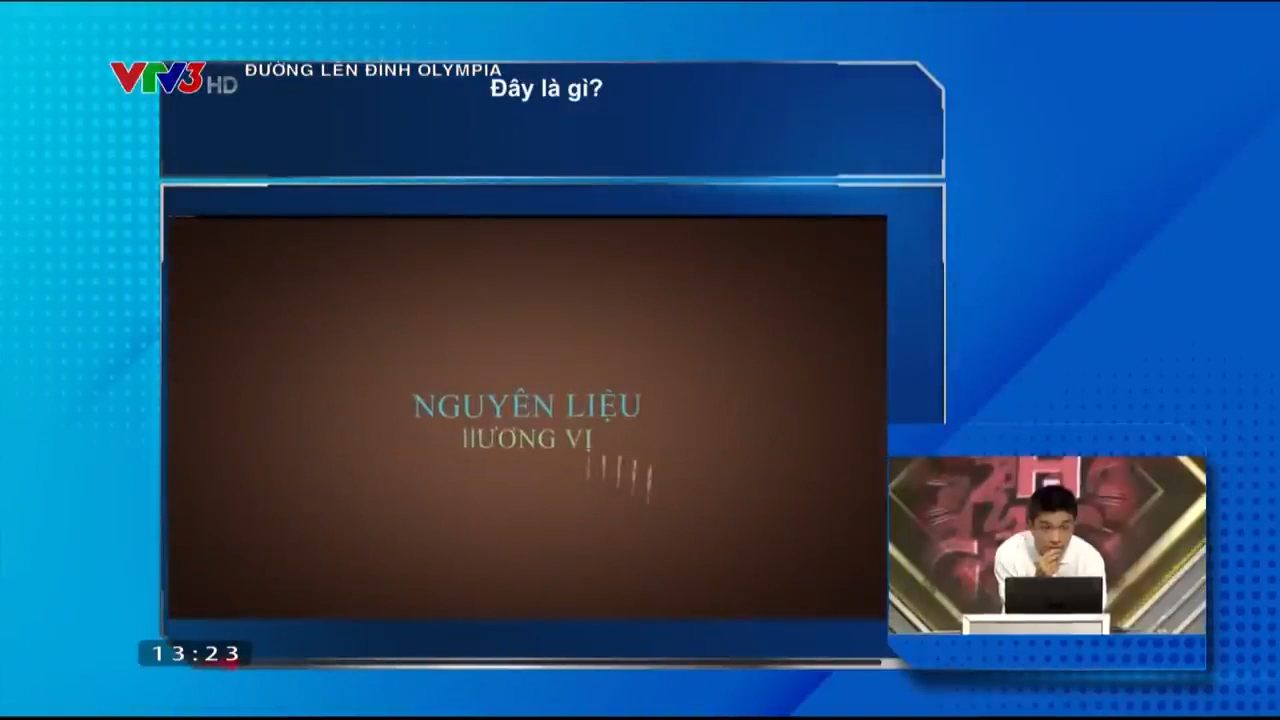 VTV3 HD
ĐƯỜNG LÊN ĐỈNH OLYMPIA
Đây là gì?
NGUYÊN LIỆU
HƯƠNG VỊ
13:23